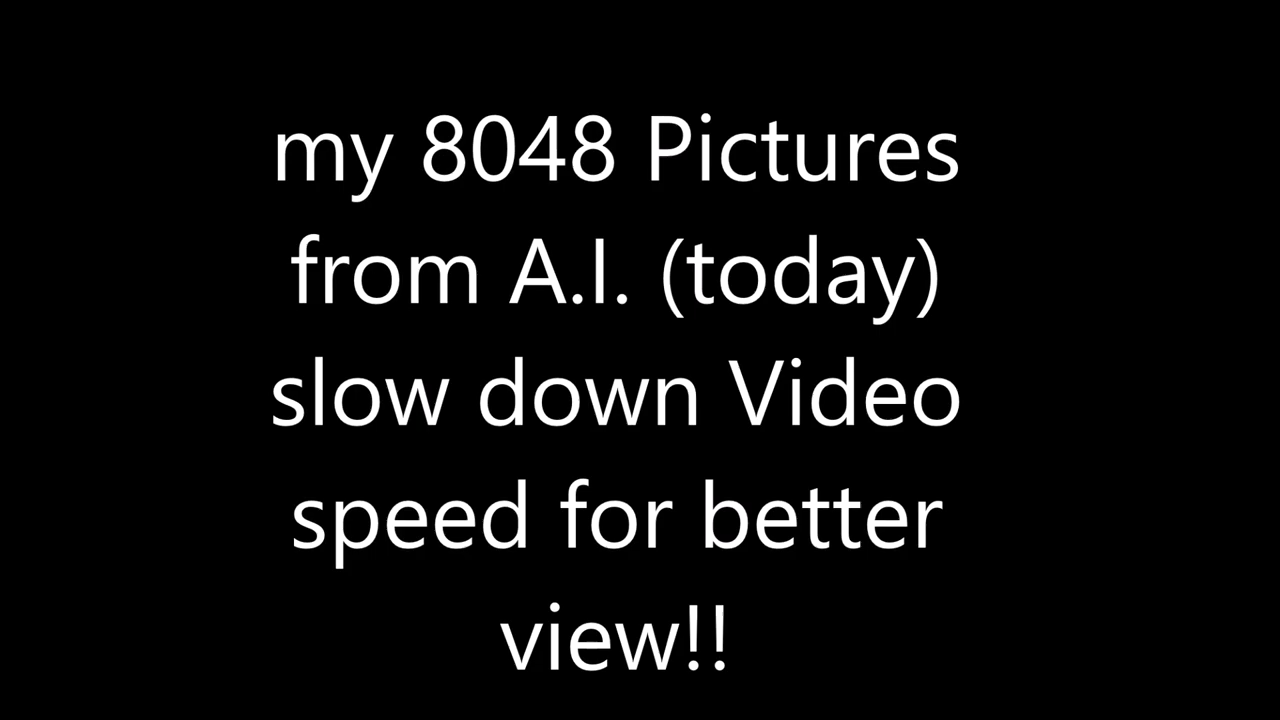 my 8048 Pictures
from A.I. (today)
slow down Video
speed for better
view!!